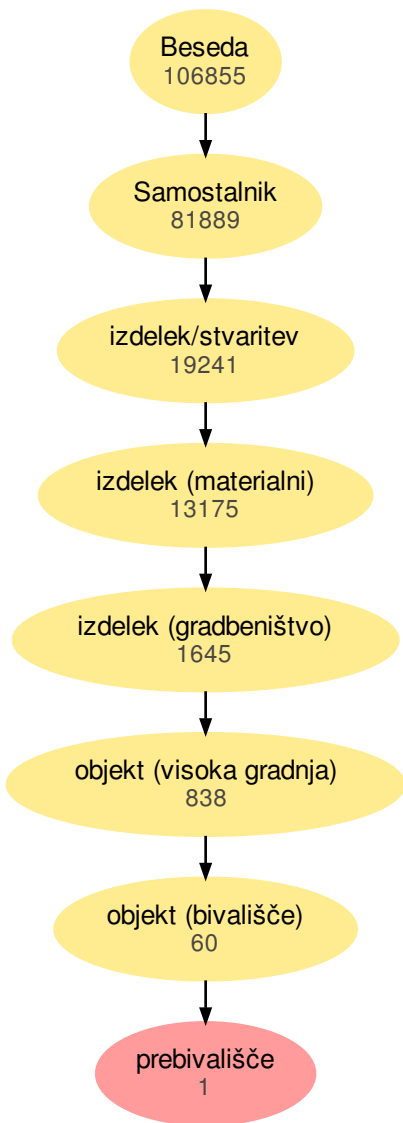 Beseda
106855
Samostalnik
81889
izdelek/stvaritev
19241
izdelek (materialni)
13175
izdelek (gradbeništvo)
1645
objekt (visoka gradnja)
838
objekt (bivališče)
60
prebivališče
1